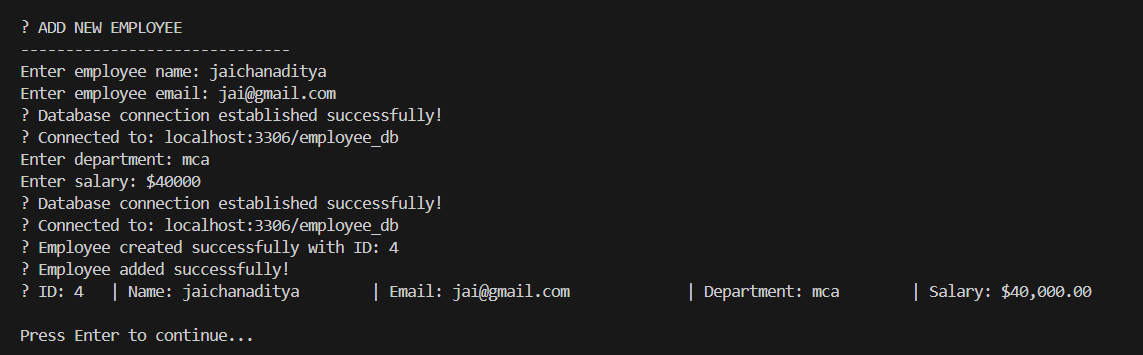 ? ADD NEW EMPLOYEE
------------------------------
Enter employee name: jaichanaditya
Enter employee email: jai@gmail.com
? Database connection established successfully!
? Connected to: localhost:3306/employee_db
Enter department: mca
Enter salary: $40000
? Database connection established successfully!
? Connected to: localhost:3306/employee_db
? Employee created successfully with ID: 4
? Employee added successfully!
? ID: 4   | Name: jaichanaditya        | Email: jai@gmail.com             | Department: mca        | Salary: $40,000.00
Press Enter to continue...